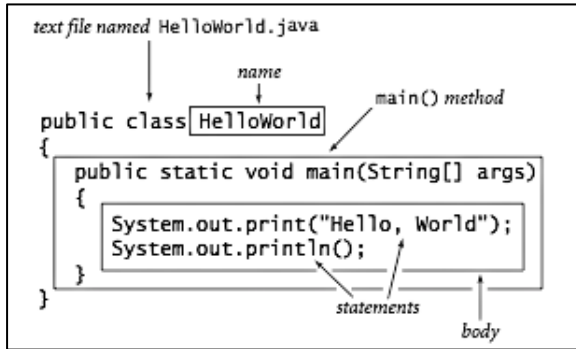 text file named HelloWorld.java
name
main() method
public class HelloWorld
{
public static void main(String[] args)
{
System.out.print("Hello, World");
System.out.println();
}
}
statements
body